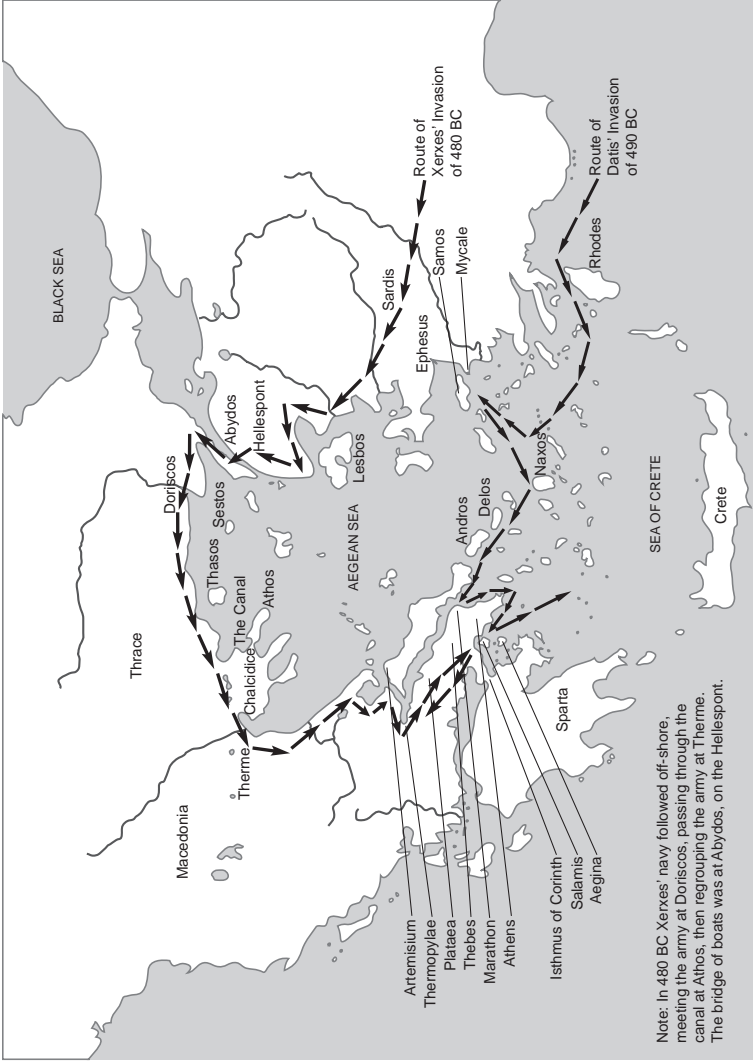 BLACK SEA
Route of
Xerxes' Invasion
of 480 BC
Route of
Datis' Invasion
of 490 BC
Sardis
Samos
Mycale
Rhodes
Ephesus
Abydos
Hellespont
Lesbos
Doriscos
Sestos
Naxos
Delos
Andros
SEA OF CRETE
Crete
AEGEAN SEA
Thasos
The Canal
Athos
Chalcidice
Thrace
Therme
Macedonia
Sparta
Artemisium
Thermopylae
Plataea
Thebes
Marathon
Athens
Isthmus of Corinth
Salamis
Aegina
Note: In 480 BC Xerxes' navy followed off-shore,
meeting the army at Doriscos, passing through the
canal at Athos, then regrouping the army at Therme.
The bridge of boats was at Abydos, on the Hellespont.